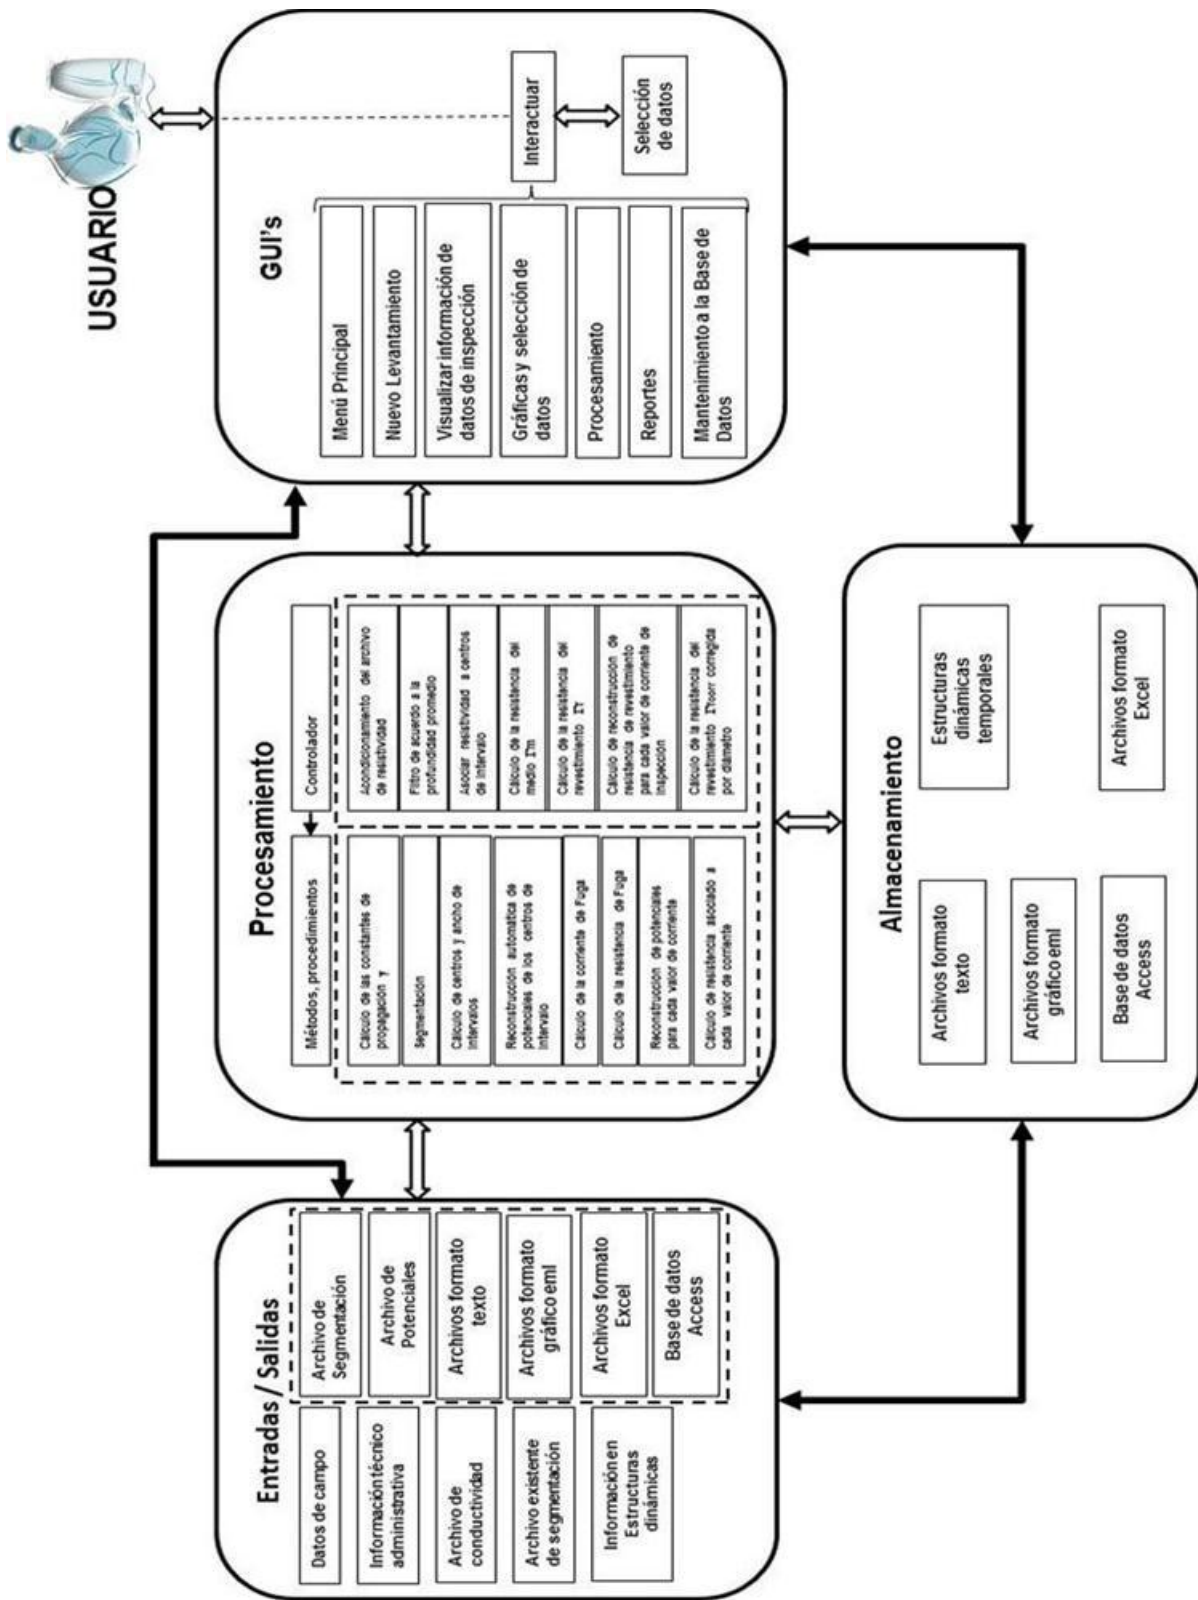 USUARIO
Entradas / Salidas
Datos de campo
Información técnico
administrativa
Archivo de
conductividad
Archivo existente
de segmentación
Información en
Estructuras
dinámicas
Archivo de
Segmentación
Archivo de
Potenciales
Archivos formato
texto
Archivos formato
gráfico eml
Archivos formato
Excel
Base de datos
Access
Procesamiento
Métodos, procedimientos
Controlador
Cálculo de las constantes de
propagación γ
Segmentación
Cálculo de centros y ancho de
intervalos
Reconstrucción automática de
potenciales de los centros de
intervalo
Cálculo de la corriente de Fuga
Cálculo de la resistencia de Fuga
Reconstrucción de potenciales
para cada valor de corriente
Cálculo de resistencia asociado a
cada valor de corriente
Acondicionamiento del archivo
de resistividad
Filtro de acuerdo a la
profundidad promedio
Asociar resistividad a centros
de intervalo
Cálculo de la resistencia del
medio
Cálculo de la resistencia del
revestimiento
Cálculo de reconstrucción de
resistencia de revestimiento
para cada valor de corriente de
inspección
Cálculo de la resistencia del
revestimiento corregida
por diámetro
GUI's
Menú Principal
Nuevo Levantamiento
Visualizar información de
datos de inspección
Gráficas y selección de
datos
Procesamiento
Reportes
Mantenimiento a la Base de
Datos
Interactuar
Selección
de datos
Almacenamiento
Archivos formato
texto
Archivos formato
gráfico eml
Base de datos
Access
Estructuras
dinámicas
temporales
Archivos formato
Excel